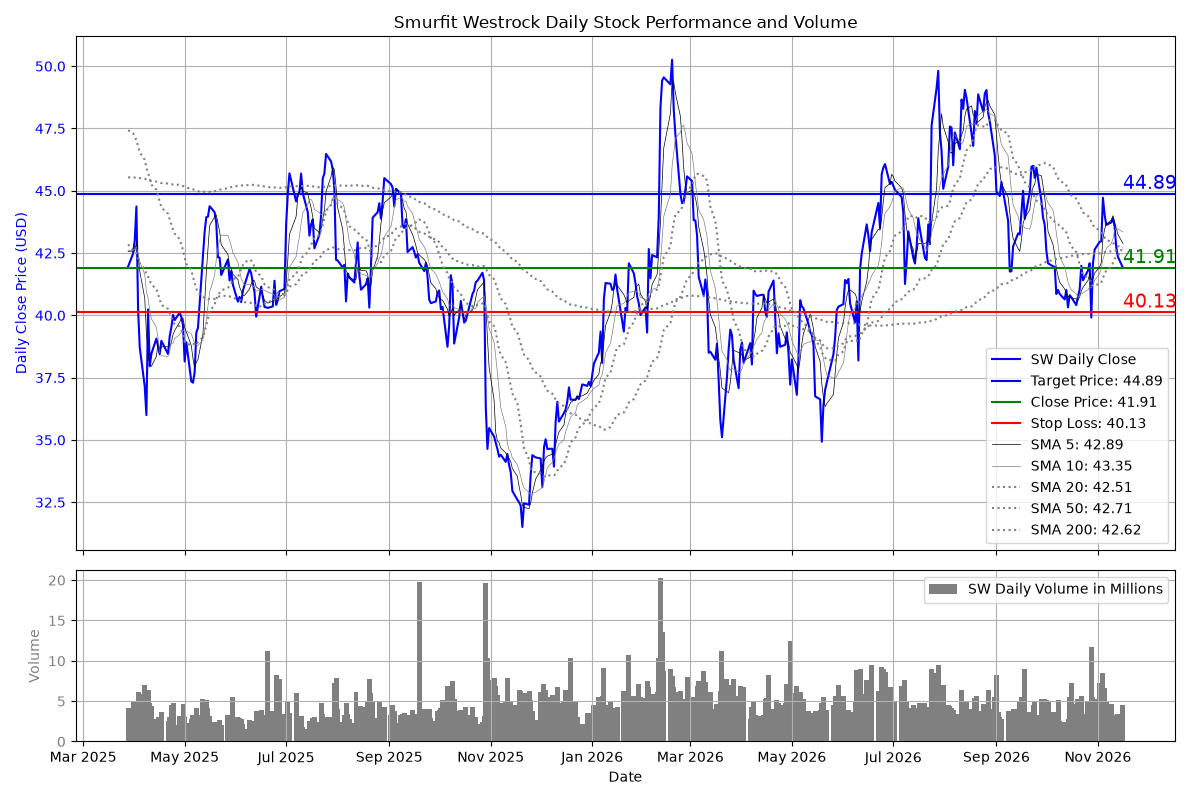 Smurfit Westrock Daily Stock Performance and Volume
Daily Close Price (USD)
50.0
47.5
45.0
42.5
40.0
37.5
35.0
32.5
44.89
41.91
40.13
SW Daily Close
Target Price: 44.89
Close Price: 41.91
Stop Loss: 40.13
SMA 5: 42.89
SMA 10: 43.35
SMA 20: 42.51
SMA 50: 42.71
SMA 200: 42.62
Volume
20
15
10
5
0
SW Daily Volume in Millions
Mar 2025 May 2025 Jul 2025 Sep 2025 Nov 2025 Jan 2026 Mar 2026 May 2026 Jul 2026 Sep 2026 Nov 2026
Date